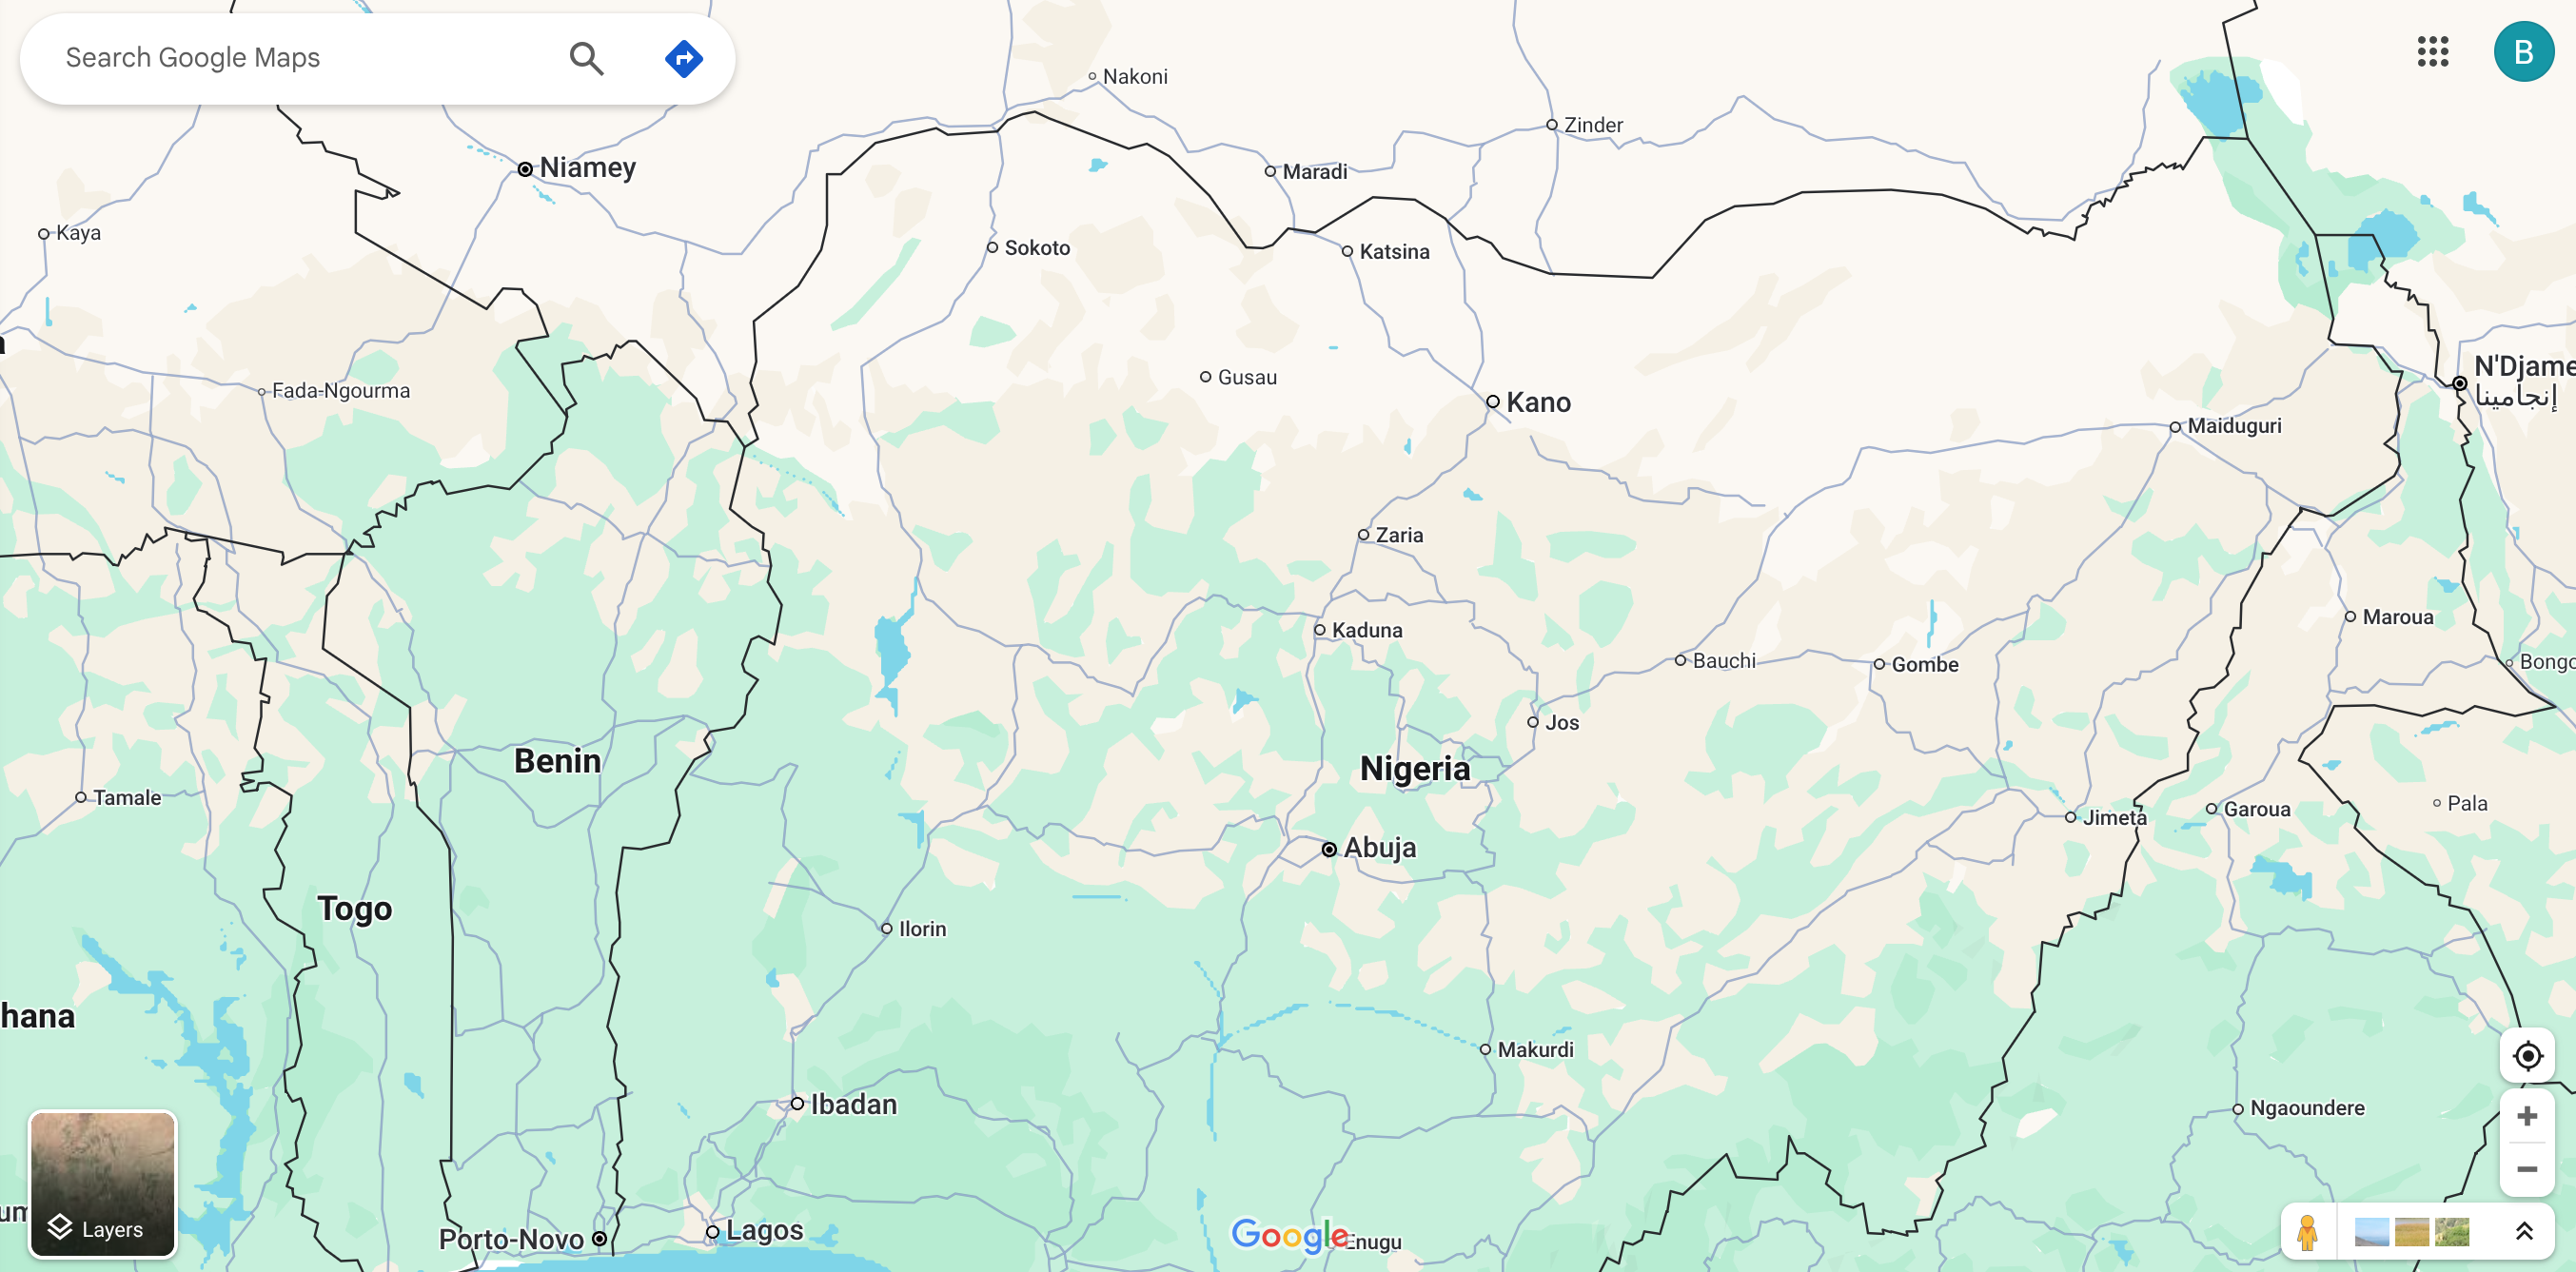 Search Google Maps
B
Nakoni
Zinder
Niamey
Maradi
Kaya
Sokoto
Katsina
N'Djame
إنجامينا
Gusau
Fada-Ngourma
Kano
Maiduguri
Zaria
Maroua
Kaduna
Bauchi
Gombe
Bongo
Jos
Benin
Nigeria
Tamale
Pala
Garoua
Jimeta
Abuja
Togo
Ilorin
hana
Makurdi
Ibadan
Ngaoundere
um
Layers
Porto-Novo
Lagos
Google
Enugu